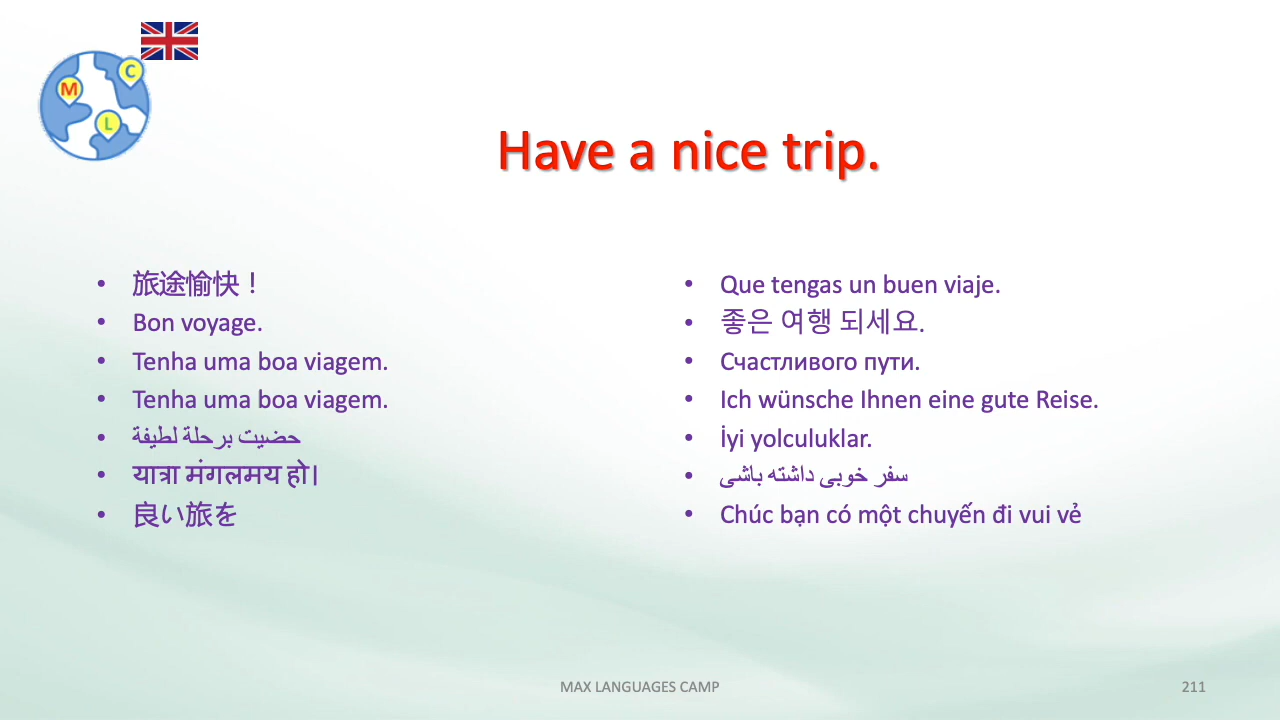 M
C
L
Have a nice trip.
• 旅途愉快！
• Bon voyage.
• Tenha uma boa viagem.
• Tenha uma boa viagem.
• حضيت برحلة لطيفة
• यात्रा मंगलमय हो|
• 良い旅を
• Que tengas un buen viaje.
• 좋은 여행 되세요.
• Счастливого пути.
• Ich wünsche Ihnen eine gute Reise.
• İyi yolculuklar.
• سفر خوبی داشته باشی
• Chúc bạn có một chuyến đi vui vẻ
MAX LANGUAGES CAMP
211